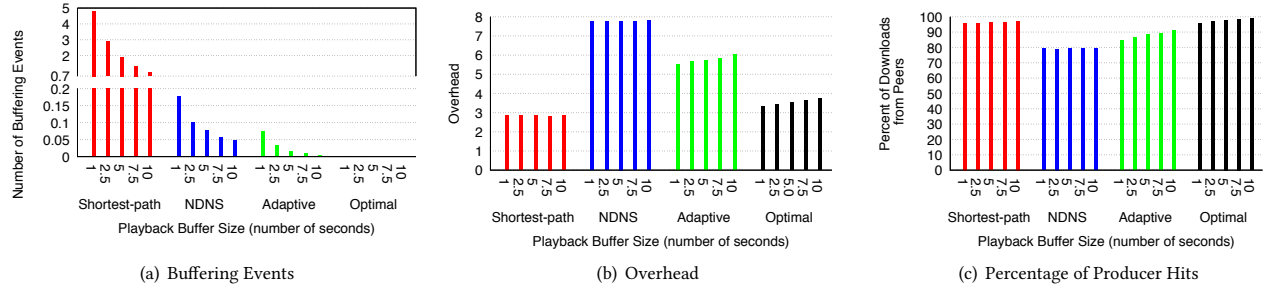 Number of Buffering Events
5
4
3
2
0.7
0.2
0.15
0.1
0.05
0
1 2.5 5 7.5 10 1 2.5 5 7.5 10 1 2.5 5 7.5 10 1 2.5 5 7.5 10
Shortest-path NDNS Adaptive Optimal
Playback Buffer Size (number of seconds)
(a) Buffering Events
Overhead
8
7
6
5
4
3
2
1
0
1 2.5 5 7.5 10 1 2.5 5 7.5 10 1 2.5 5 7.5 10 1 2.5 5.0 7.5 10
Shortest-path NDNS Adaptive Optimal
Playback Buffer Size (number of seconds)
(b) Overhead
Percent of Downloads
from Peers
100
90
80
70
60
50
40
30
20
10
0
1 2.5 5 7.5 10 1 2.5 5 7.5 10 1 2.5 5 7.5 10 1 2.5 5 7.5 10
Shortest-path NDNS Adaptive Optimal
Playback Buffer Size (number of seconds)
(c) Percentage of Producer Hits